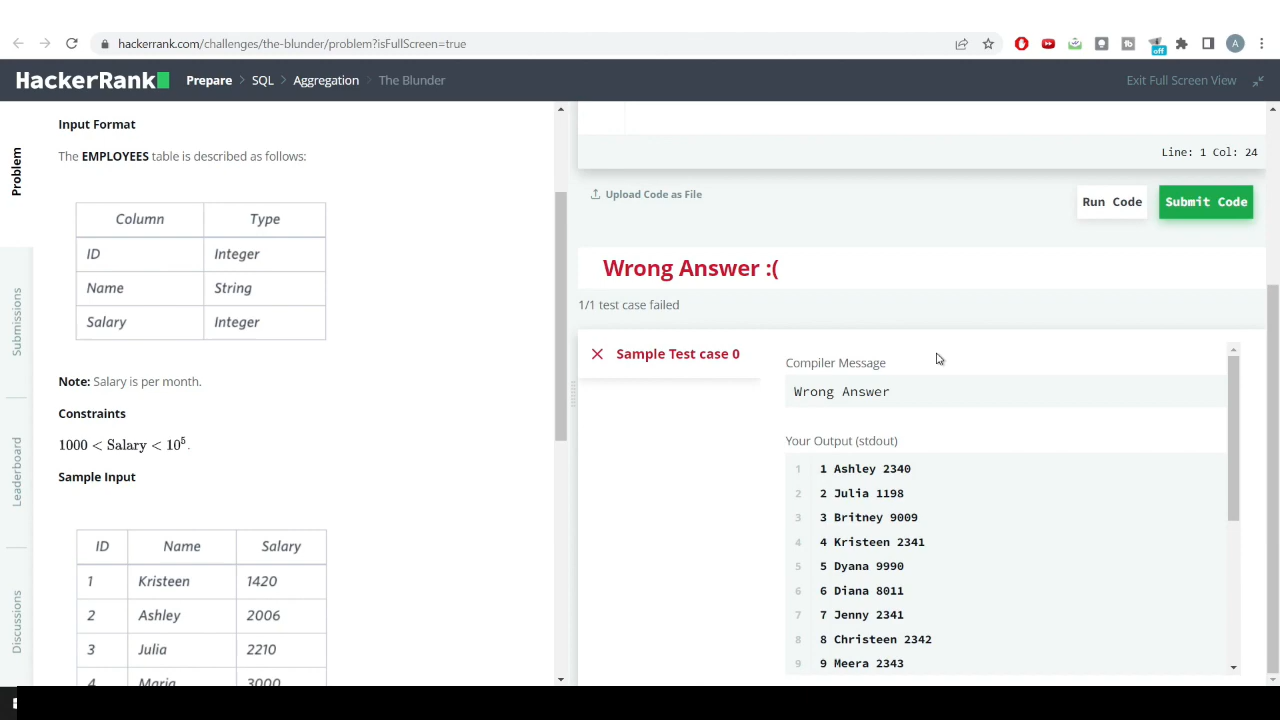 hackerrank.com/challenges/the-blunder/problem?isFullScreen=true
off
A
HackerRank
Prepare > SQL > Aggregation > The Blunder
Exit Full Screen View
Problem
Submissions
Leaderboard
Discussions
Input Format
The EMPLOYEES table is described as follows:
Column Type
ID Integer
Name String
Salary Integer
Note: Salary is per month.
Constraints
1000 < Salary < 10⁵.
Sample Input
ID Name Salary
1 Kristeen 1420
2 Ashley 2006
3 Julia 2210
4 Maria 3000
Line: 1 Col: 24
Upload Code as File
Run Code
Submit Code
Wrong Answer :(
1/1 test case failed
Sample Test case 0
Compiler Message
Wrong Answer
Your Output (stdout)
1 1 Ashley 2340
2 2 Julia 1198
3 3 Britney 9009
4 4 Kristeen 2341
5 5 Dyana 9990
6 6 Diana 8011
7 7 Jenny 2341
8 8 Christeen 2342
9 9 Meera 2343